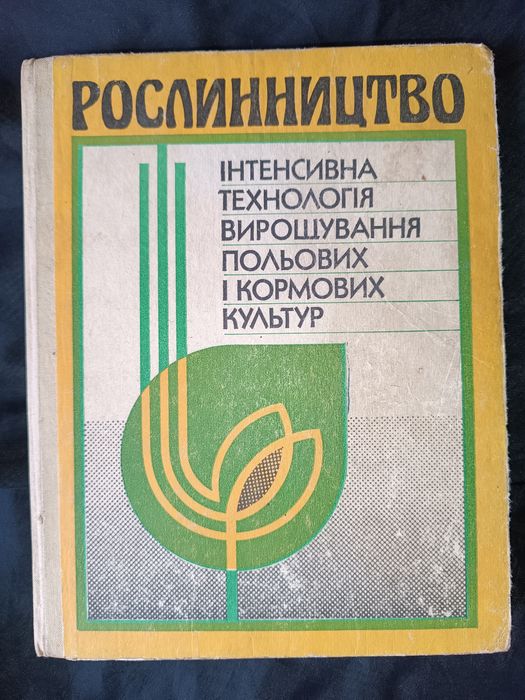 РОСЛИННИЦТВО
ІНТЕНСИВНА
ТЕХНОЛОГІЯ
ВИРОЩУВАННЯ
ПОЛЬОВИХ
І КОРМОВИХ
КУЛЬТУР